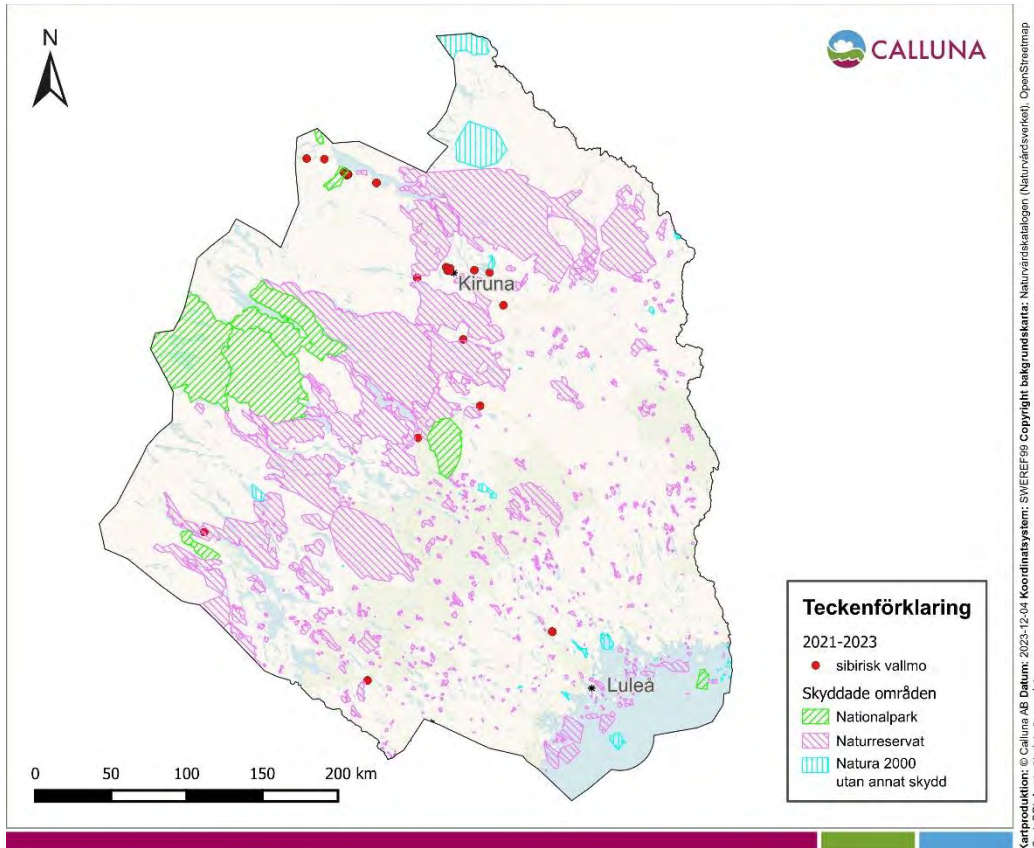 N
CALLUNA
Kiruna
Luleå
Teckenförklaring
2021-2023
sibirisk vallmo
Skyddade områden
Nationalpark
Naturreservat
Natura 2000
utan annat skydd
0 50 100 150 200 km
Kartproduktion: © Calluna AB Datum: 2023-12-04 Koordinatsystem: SWEREF99 Copyright bakgrundskarta: Naturvårdskatalogen (Naturvårdsverket), OpenStreetmap